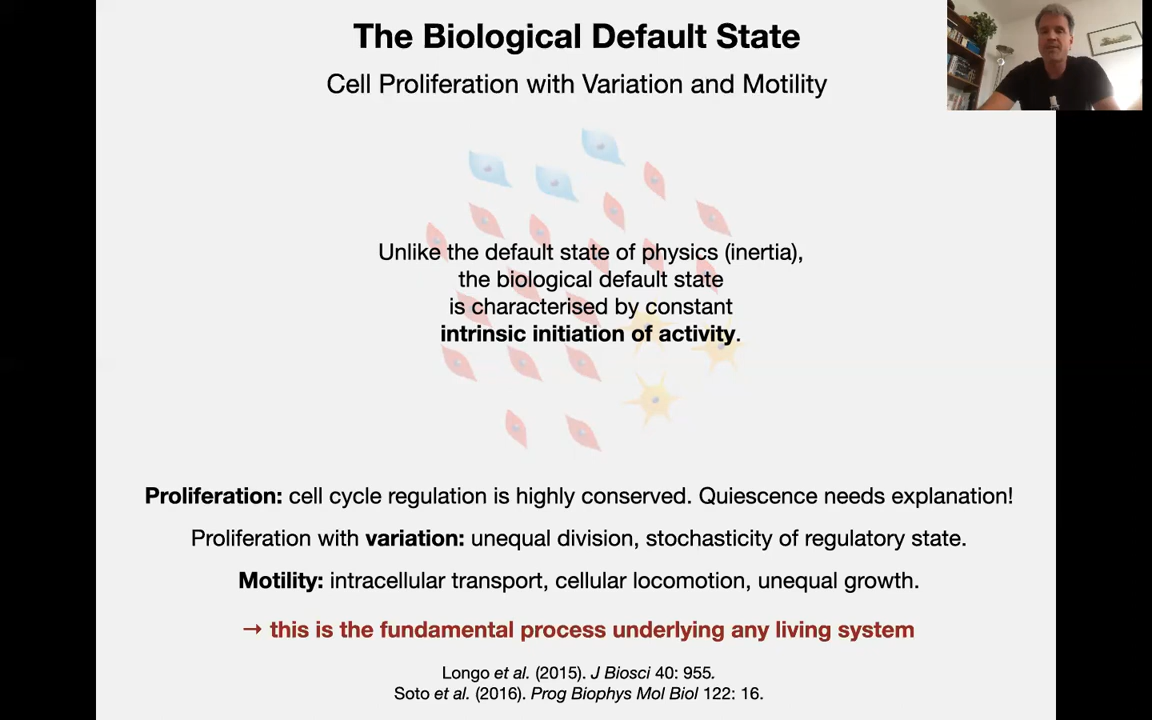 The Biological Default State
Cell Proliferation with Variation and Motility
Unlike the default state of physics (inertia),
the biological default state
is characterised by constant
intrinsic initiation of activity.
Proliferation: cell cycle regulation is highly conserved. Quiescence needs explanation!
Proliferation with variation: unequal division, stochasticity of regulatory state.
Motility: intracellular transport, cellular locomotion, unequal growth.
→ this is the fundamental process underlying any living system
Longo et al. (2015). J Biosci 40: 955.
Soto et al. (2016). Prog Biophys Mol Biol 122: 16.